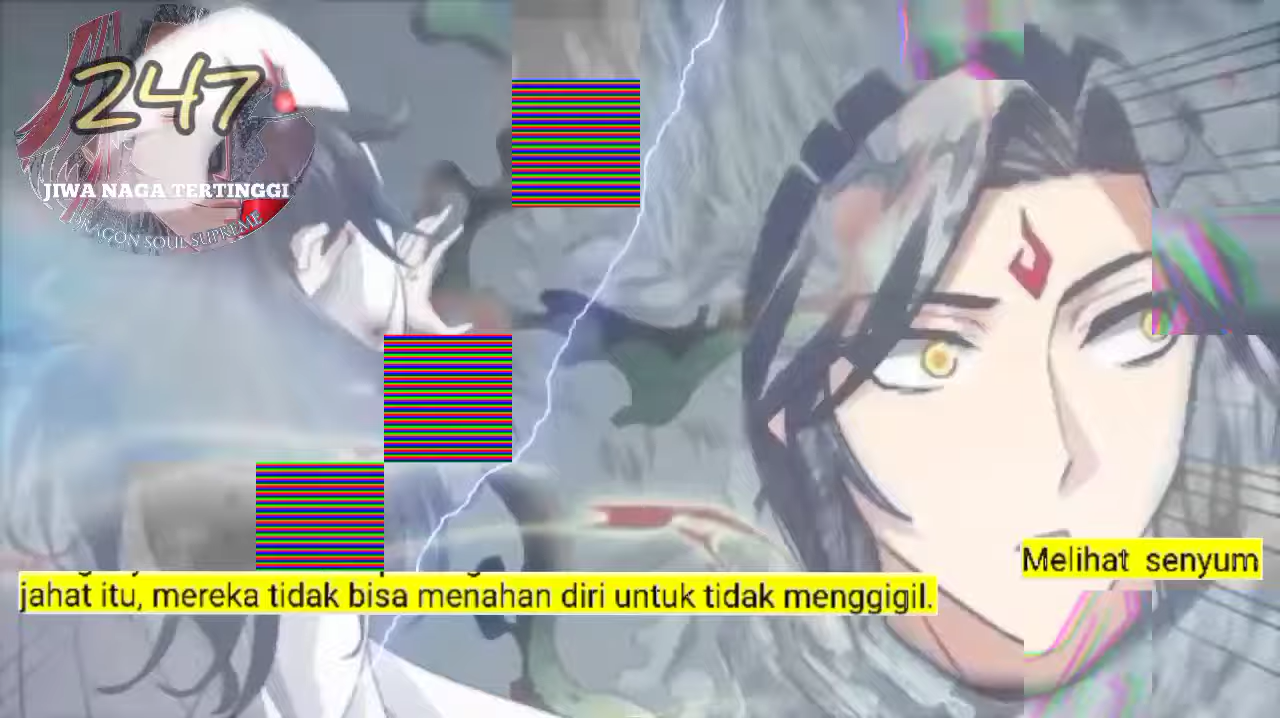 247
JIWA NAGA TERTINGGI
DRAGON SOUL SUPREME
Melihat senyum
jahat itu, mereka tidak bisa menahan diri untuk tidak menggigil.